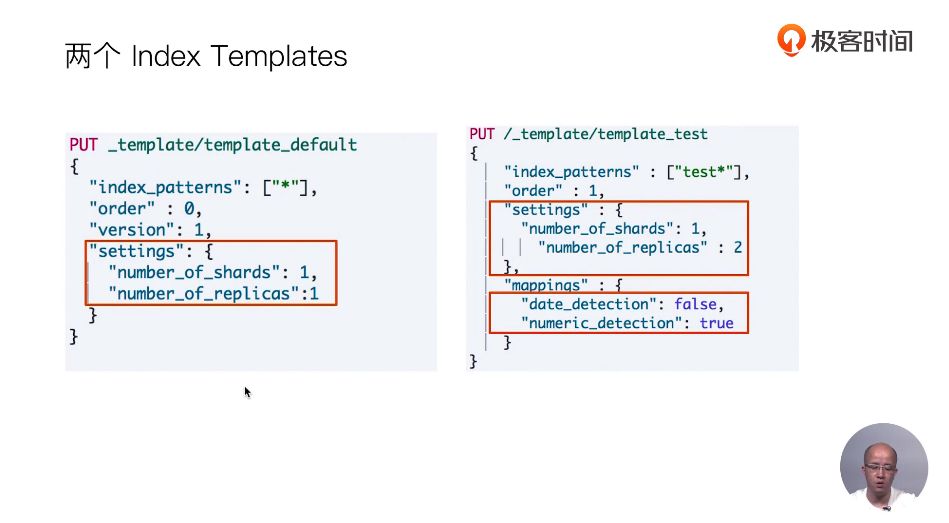 两个 Index Templates
极客时间
PUT _template/template_default
{
"index_patterns": ["*"],
"order" : 0,
"version": 1,
"settings": {
"number_of_shards": 1,
"number_of_replicas":1
}
}
PUT /_template/template_test
{
"index_patterns" : ["test*"],
"order" : 1,
"settings" : {
"number_of_shards": 1,
"number_of_replicas" : 2
},
"mappings" : {
"date_detection": false,
"numeric_detection": true
}
}